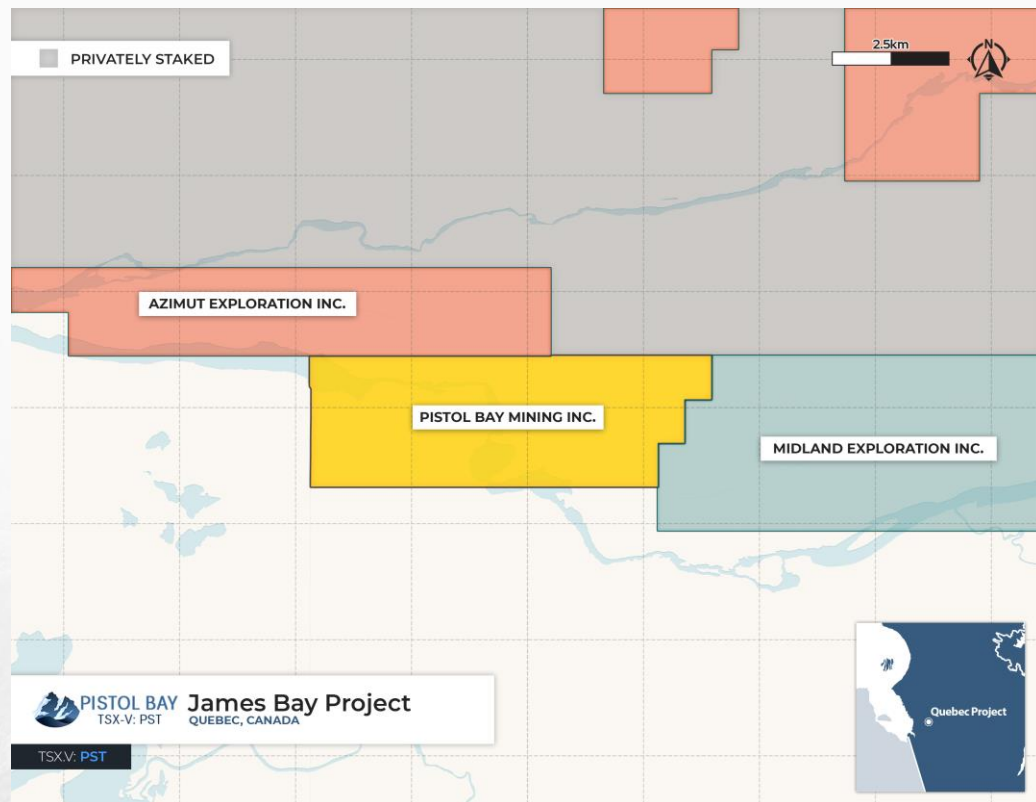 PRIVATELY STAKED
2.5km
N
AZIMUT EXPLORATION INC.
PISTOL BAY MINING INC.
MIDLAND EXPLORATION INC.
PISTOL BAY
TSX-V: PST
James Bay Project
QUEBEC, CANADA
TSX.V: PST
Quebec Project